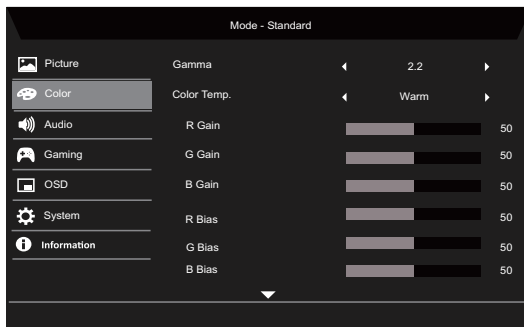 Mode - Standard
Picture
Color
Audio
Gaming
OSD
System
Information
Gamma 2.2
Color Temp. Warm
R Gain 50
G Gain 50
B Gain 50
R Bias 50
G Bias 50
B Bias 50